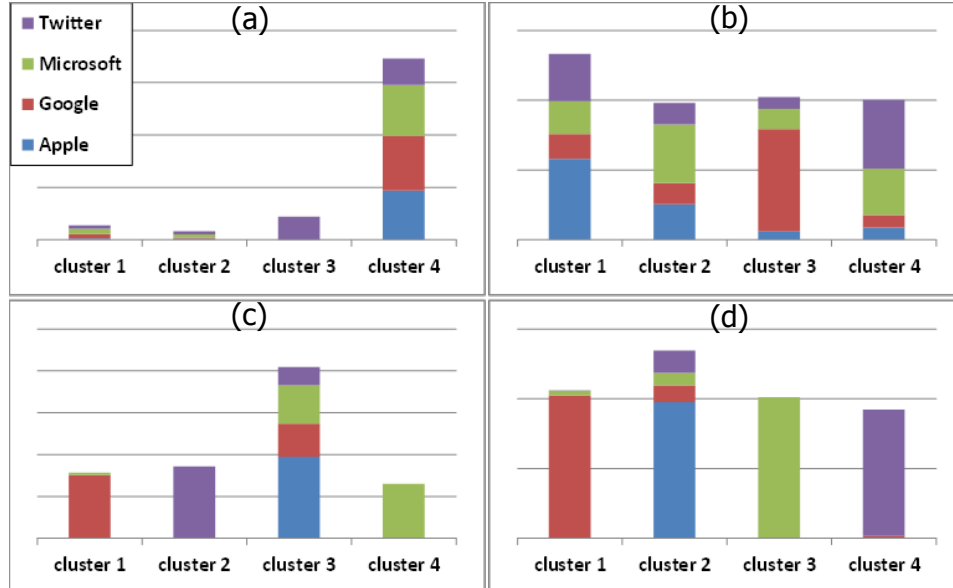 (a)
Twitter
Microsoft
Google
Apple
cluster 1 cluster 2 cluster 3 cluster 4
(b)
cluster 1 cluster 2 cluster 3 cluster 4
(c)
cluster 1 cluster 2 cluster 3 cluster 4
(d)
cluster 1 cluster 2 cluster 3 cluster 4